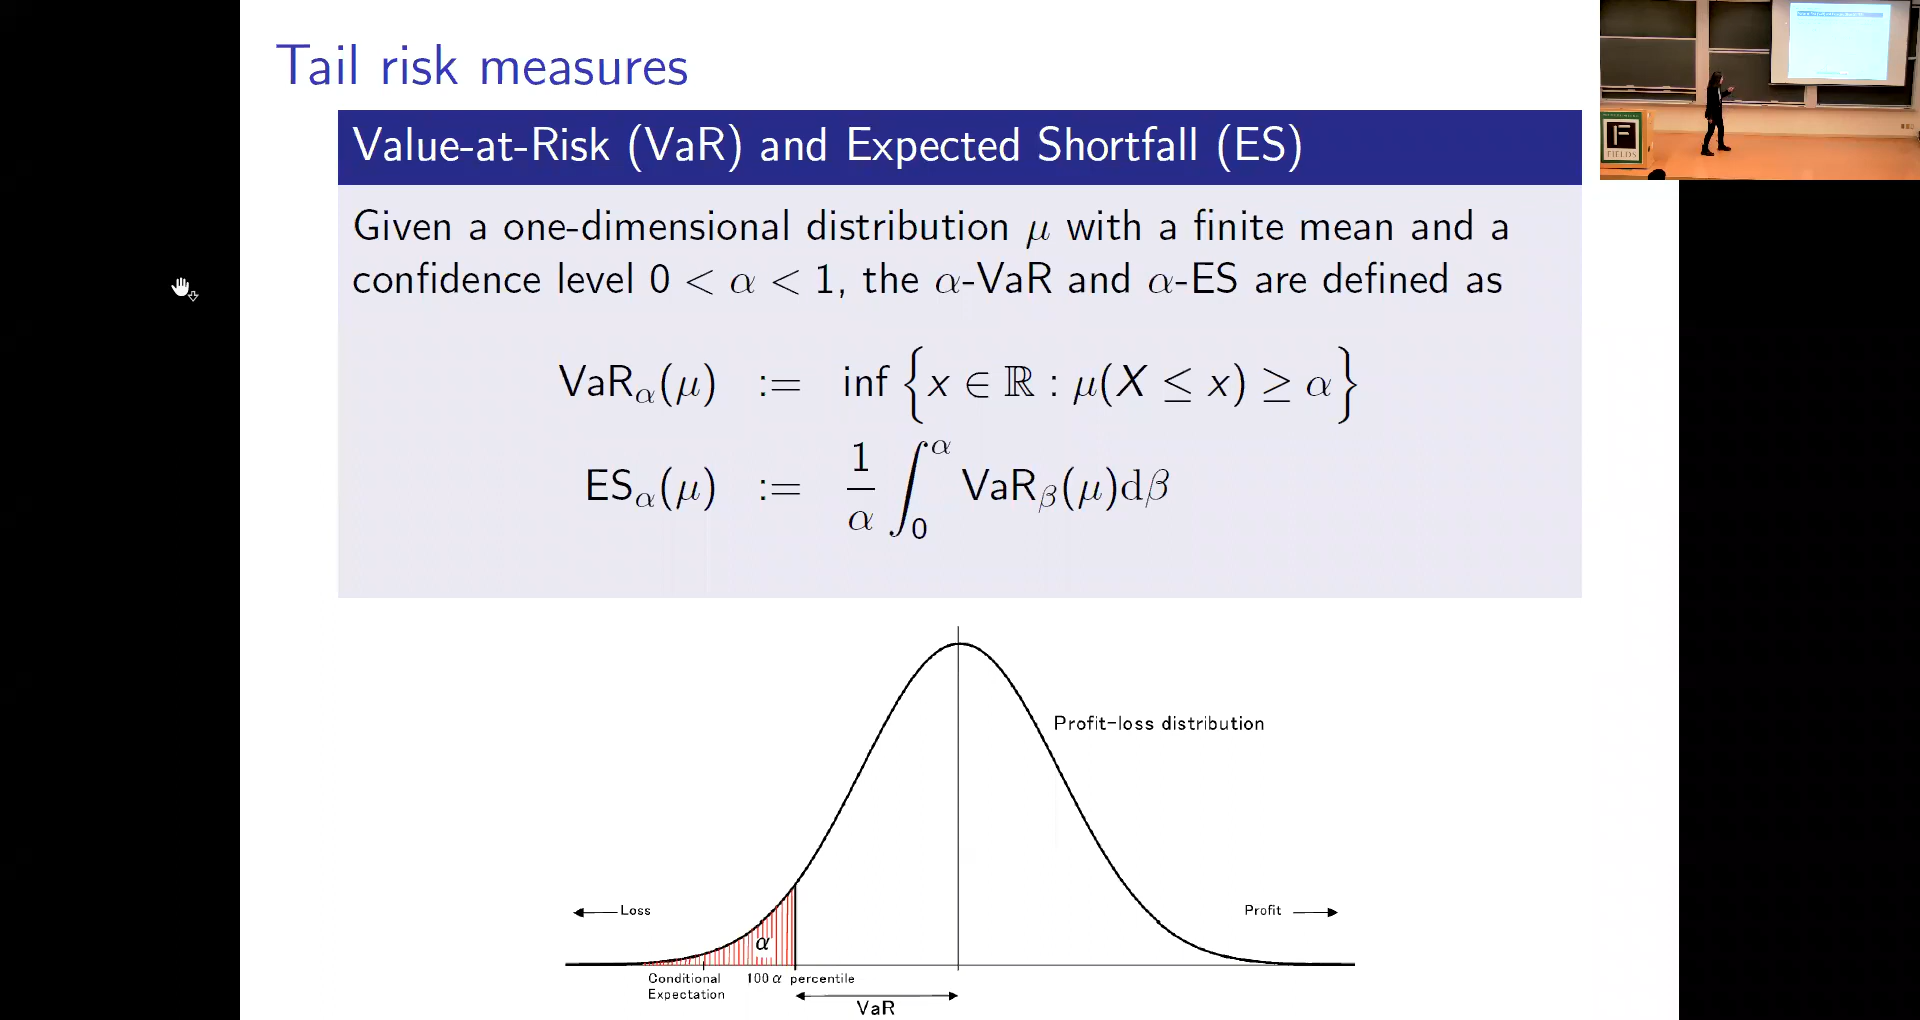 Tail risk measures
Value-at-Risk (VaR) and Expected Shortfall (ES)
Given a one-dimensional distribution μ with a finite mean and a
confidence level 0 < α < 1, the α-VaR and α-ES are defined as
VaR_α(μ) := inf { x ∈ ℝ : μ(X ≤ x) ≥ α }
ES_α(μ) := 1/α ∫_0^α VaR_β(μ)dβ
Profit-loss distribution
Loss
Profit
α
Conditional
Expectation
100 α percentile
VaR
F
FIELDS